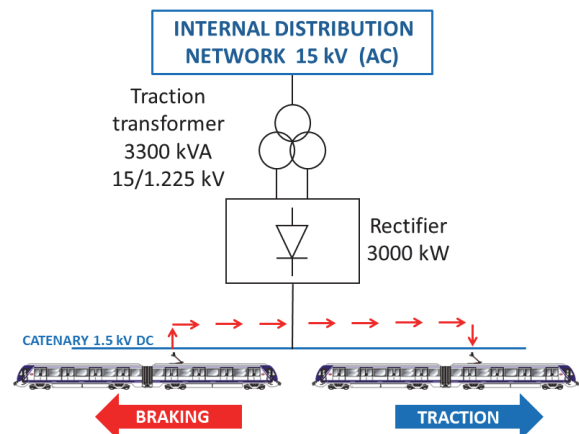 INTERNAL DISTRIBUTION
NETWORK 15 kV (AC)
Traction
transformer
3300 kVA
15/1.225 kV
Rectifier
3000 kW
CATENARY 1.5 kV DC
BRAKING
TRACTION